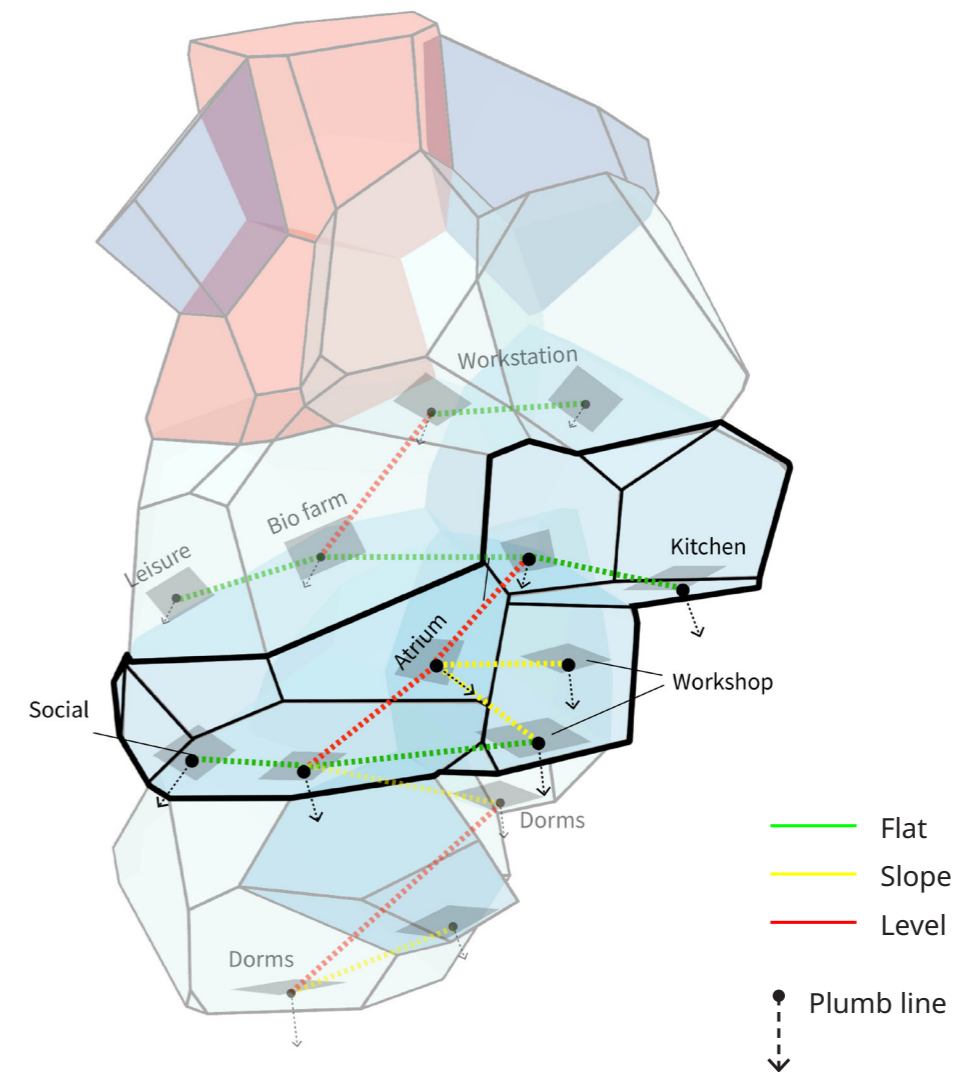 Workstation
Bio farm
Leisure
Kitchen
Atrium
Workshop
Social
Dorms
Flat
Slope
Level
Dorms
Plumb line